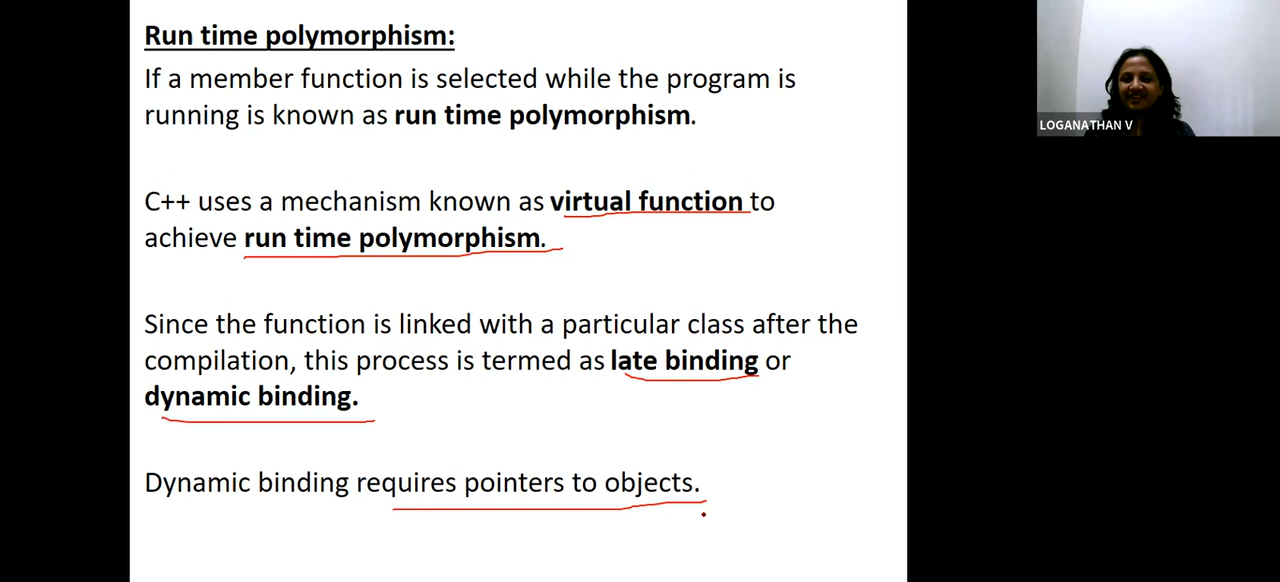 Run time polymorphism:
If a member function is selected while the program is
running is known as run time polymorphism.
C++ uses a mechanism known as virtual function to
achieve run time polymorphism.
Since the function is linked with a particular class after the
compilation, this process is termed as late binding or
dynamic binding.
Dynamic binding requires pointers to objects.
LOGANATHAN V